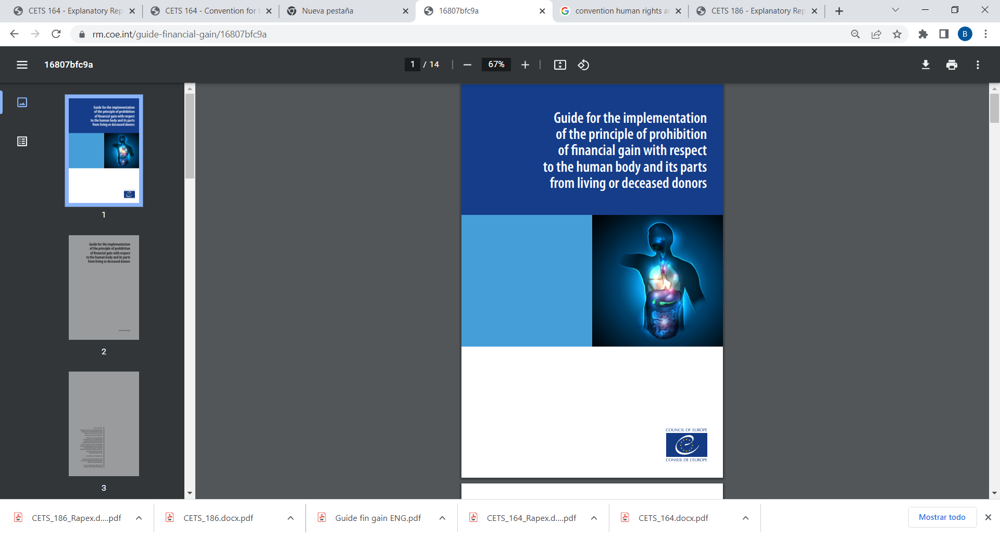 CETS 164 - Explanatory Rep
CETS 164 - Convention for t
Nueva pestaña
16807bfc9a
convention human rights a
CETS 186 - Explanatory Rep
rm.coe.int/guide-financial-gain/16807bfc9a
B
16807bfc9a
1 / 14
67%
Guide for the implementation
of the principle of prohibition
of financial gain with respect
to the human body and its parts
from living or deceased donors
1
Guide for the implementation
of the principle of prohibition
of financial gain with respect
to the human body and its parts
from living or deceased donors
2
3
Guide for the implementation
of the principle of prohibition
of financial gain with respect
to the human body and its parts
from living or deceased donors
COUNCIL OF EUROPE
CONSEIL DE L'EUROPE
CETS_186_Rapex.d....pdf
CETS_186.docx.pdf
Guide fin gain ENG.pdf
CETS_164_Rapex.d....pdf
CETS_164.docx.pdf
Mostrar todo